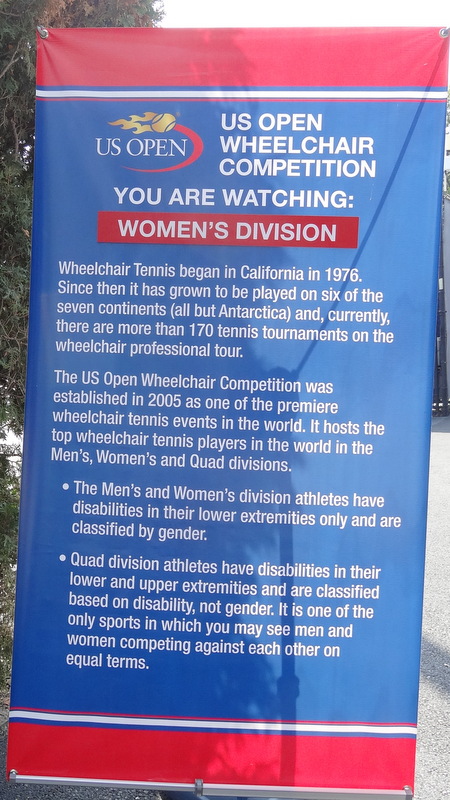 US OPEN
US OPEN
WHEELCHAIR
COMPETITION
YOU ARE WATCHING:
WOMEN'S DIVISION
Wheelchair Tennis began in California in 1976.
Since then it has grown to be played on six of the
seven continents (all but Antarctica) and, currently,
there are more than 170 tennis tournaments on the
wheelchair professional tour.
The US Open Wheelchair Competition was
established in 2005 as one of the premiere
wheelchair tennis events in the world. It hosts the
top wheelchair tennis players in the world in the
Men's, Women's and Quad divisions.
• The Men's and Women's division athletes have
disabilities in their lower extremities only and are
classified by gender.
• Quad division athletes have disabilities in their
lower and upper extremities and are classified
based on disability, not gender. It is one of the
only sports in which you may see men and
women competing against each other on
equal terms.